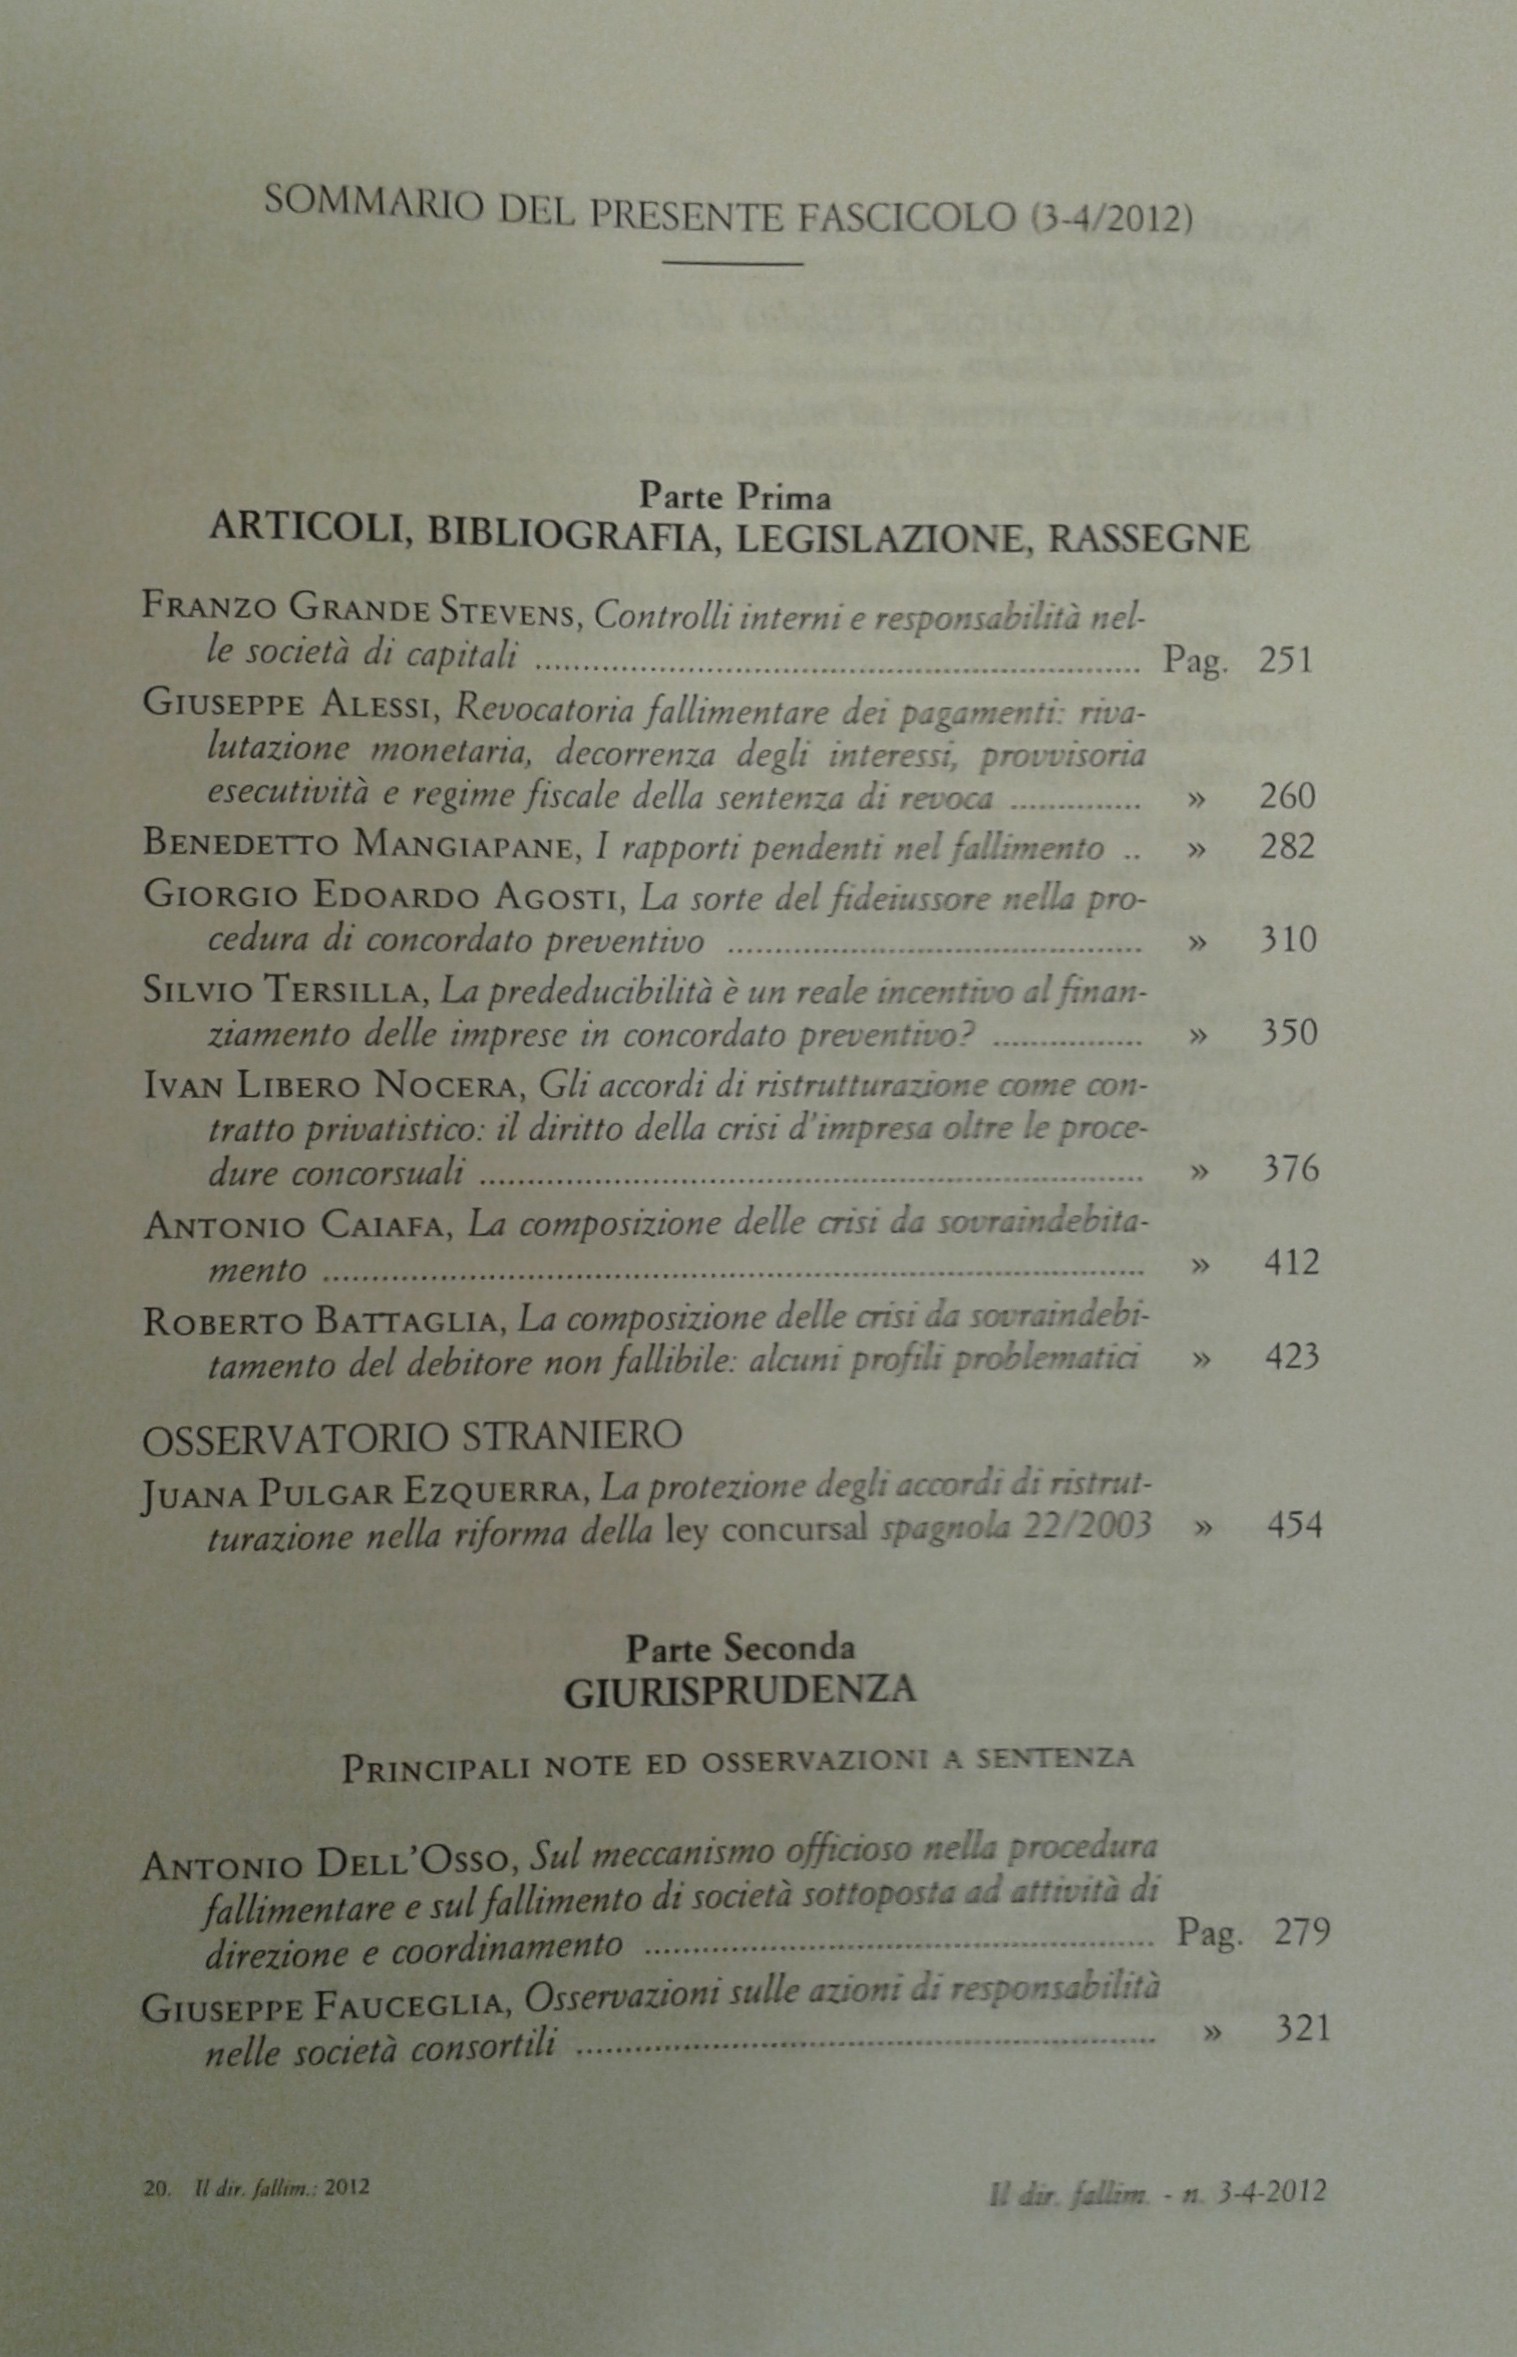 SOMMARIO DEL PRESENTE FASCICOLO (3-4/2012)
Parte Prima
ARTICOLI, BIBLIOGRAFIA, LEGISLAZIONE, RASSEGNE
FRANZO GRANDE STEVENS, Controlli interni e responsabilità nel-
le società di capitali ........................................ Pag. 251
GIUSEPPE ALESSI, Revocatoria fallimentare dei pagamenti: riva-
lutazione monetaria, decorrenza degli interessi, provvisoria
esecutività e regime fiscale della sentenza di revoca .............. » 260
BENEDETTO MANGIAPANE, I rapporti pendenti nel fallimento .. » 282
GIORGIO EDOARDO AGOSTI, La sorte del fideiussore nella pro-
cedura di concordato preventivo ........................................ » 310
SILVIO TERSILLA, La prededucibilità è un reale incentivo al finan-
ziamento delle imprese in concordato preventivo? ................ » 350
IVAN LIBERO NOCERA, Gli accordi di ristrutturazione come con-
tratto privatistico: il diritto della crisi d'impresa oltre le proce-
dure concorsuali ........................................ » 376
ANTONIO CAIAFA, La composizione delle crisi da sovraindebita-
mento ........................................ » 412
ROBERTO BATTAGLIA, La composizione delle crisi da sovraindebi-
tamento del debitore non fallibile: alcuni profili problematici » 423
OSSERVATORIO STRANIERO
JUANA PULGAR EZQUERRA, La protezione degli accordi di ristrut-
turazione nella riforma della ley concursal spagnola 22/2003 » 454
Parte Seconda
GIURISPRUDENZA
PRINCIPALI NOTE ED OSSERVAZIONI A SENTENZA
ANTONIO DELL'OSSO, Sul meccanismo officioso nella procedura
fallimentare e sul fallimento di società sottoposta ad attività di
direzione e coordinamento ........................................ Pag. 279
GIUSEPPE FAUCEGLIA, Osservazioni sulle azioni di responsabilità
nelle società consortili ........................................ » 321
20. Il dir. fallim.: 2012
Il dir. fallim. - n. 3-4-2012